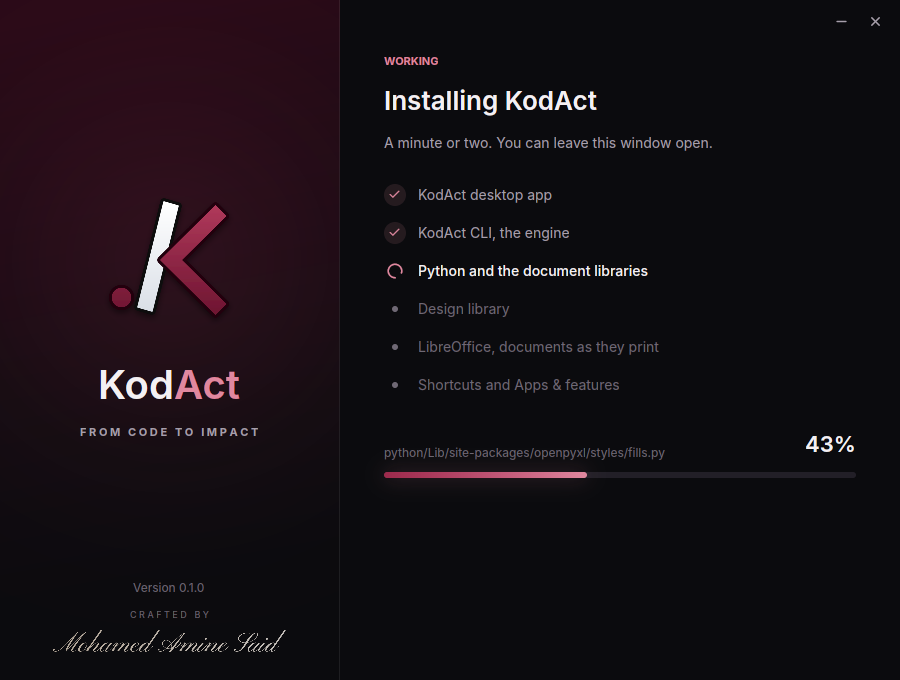 WORKING
Installing KodAct
A minute or two. You can leave this window open.
KodAct desktop app
KodAct CLI, the engine
Python and the document libraries
Design library
LibreOffice, documents as they print
Shortcuts and Apps & features
python/Lib/site-packages/openpyxl/styles/fills.py
43%
KodAct
FROM CODE TO IMPACT
Version 0.1.0
CRAFTED BY
Mohamed Amine Said